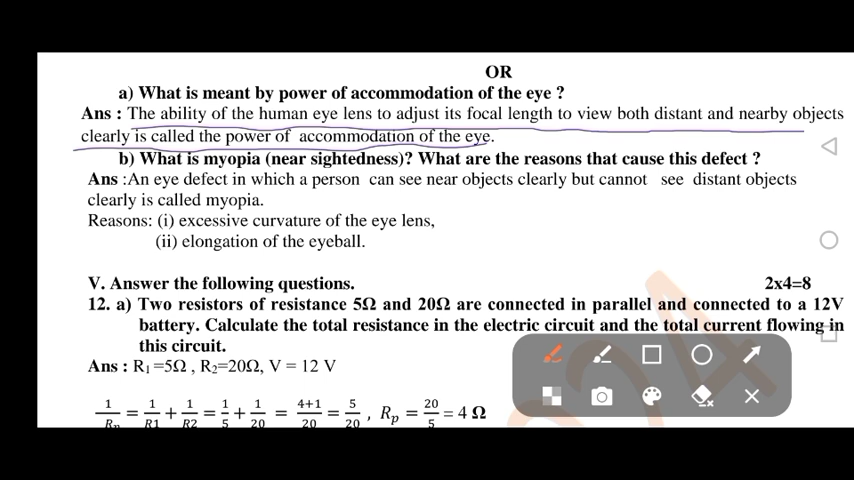 OR
a) What is meant by power of accommodation of the eye ?
Ans : The ability of the human eye lens to adjust its focal length to view both distant and nearby objects
clearly is called the power of accommodation of the eye.
b) What is myopia (near sightedness)? What are the reasons that cause this defect ?
Ans :An eye defect in which a person can see near objects clearly but cannot see distant objects
clearly is called myopia.
Reasons: (i) excessive curvature of the eye lens,
(ii) elongation of the eyeball.
V. Answer the following questions. 2x4=8
12. a) Two resistors of resistance 5Ω and 20Ω are connected in parallel and connected to a 12V
battery. Calculate the total resistance in the electric circuit and the total current flowing in
this circuit.
Ans : R₁ =5Ω , R₂=20Ω, V = 12 V
1/Rₚ = 1/R1 + 1/R2 = 1/5 + 1/20 = 4+1/20 = 5/20 , Rₚ = 20/5 = 4 Ω